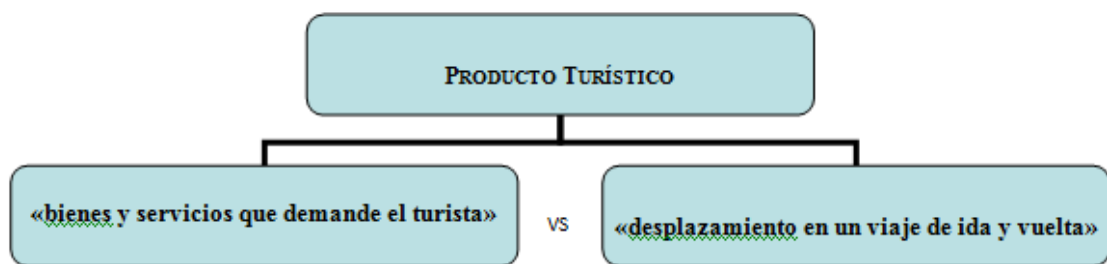 PRODUCTO TURÍSTICO
«bienes y servicios que demande el turista»
VS
«desplazamiento en un viaje de ida y vuelta»